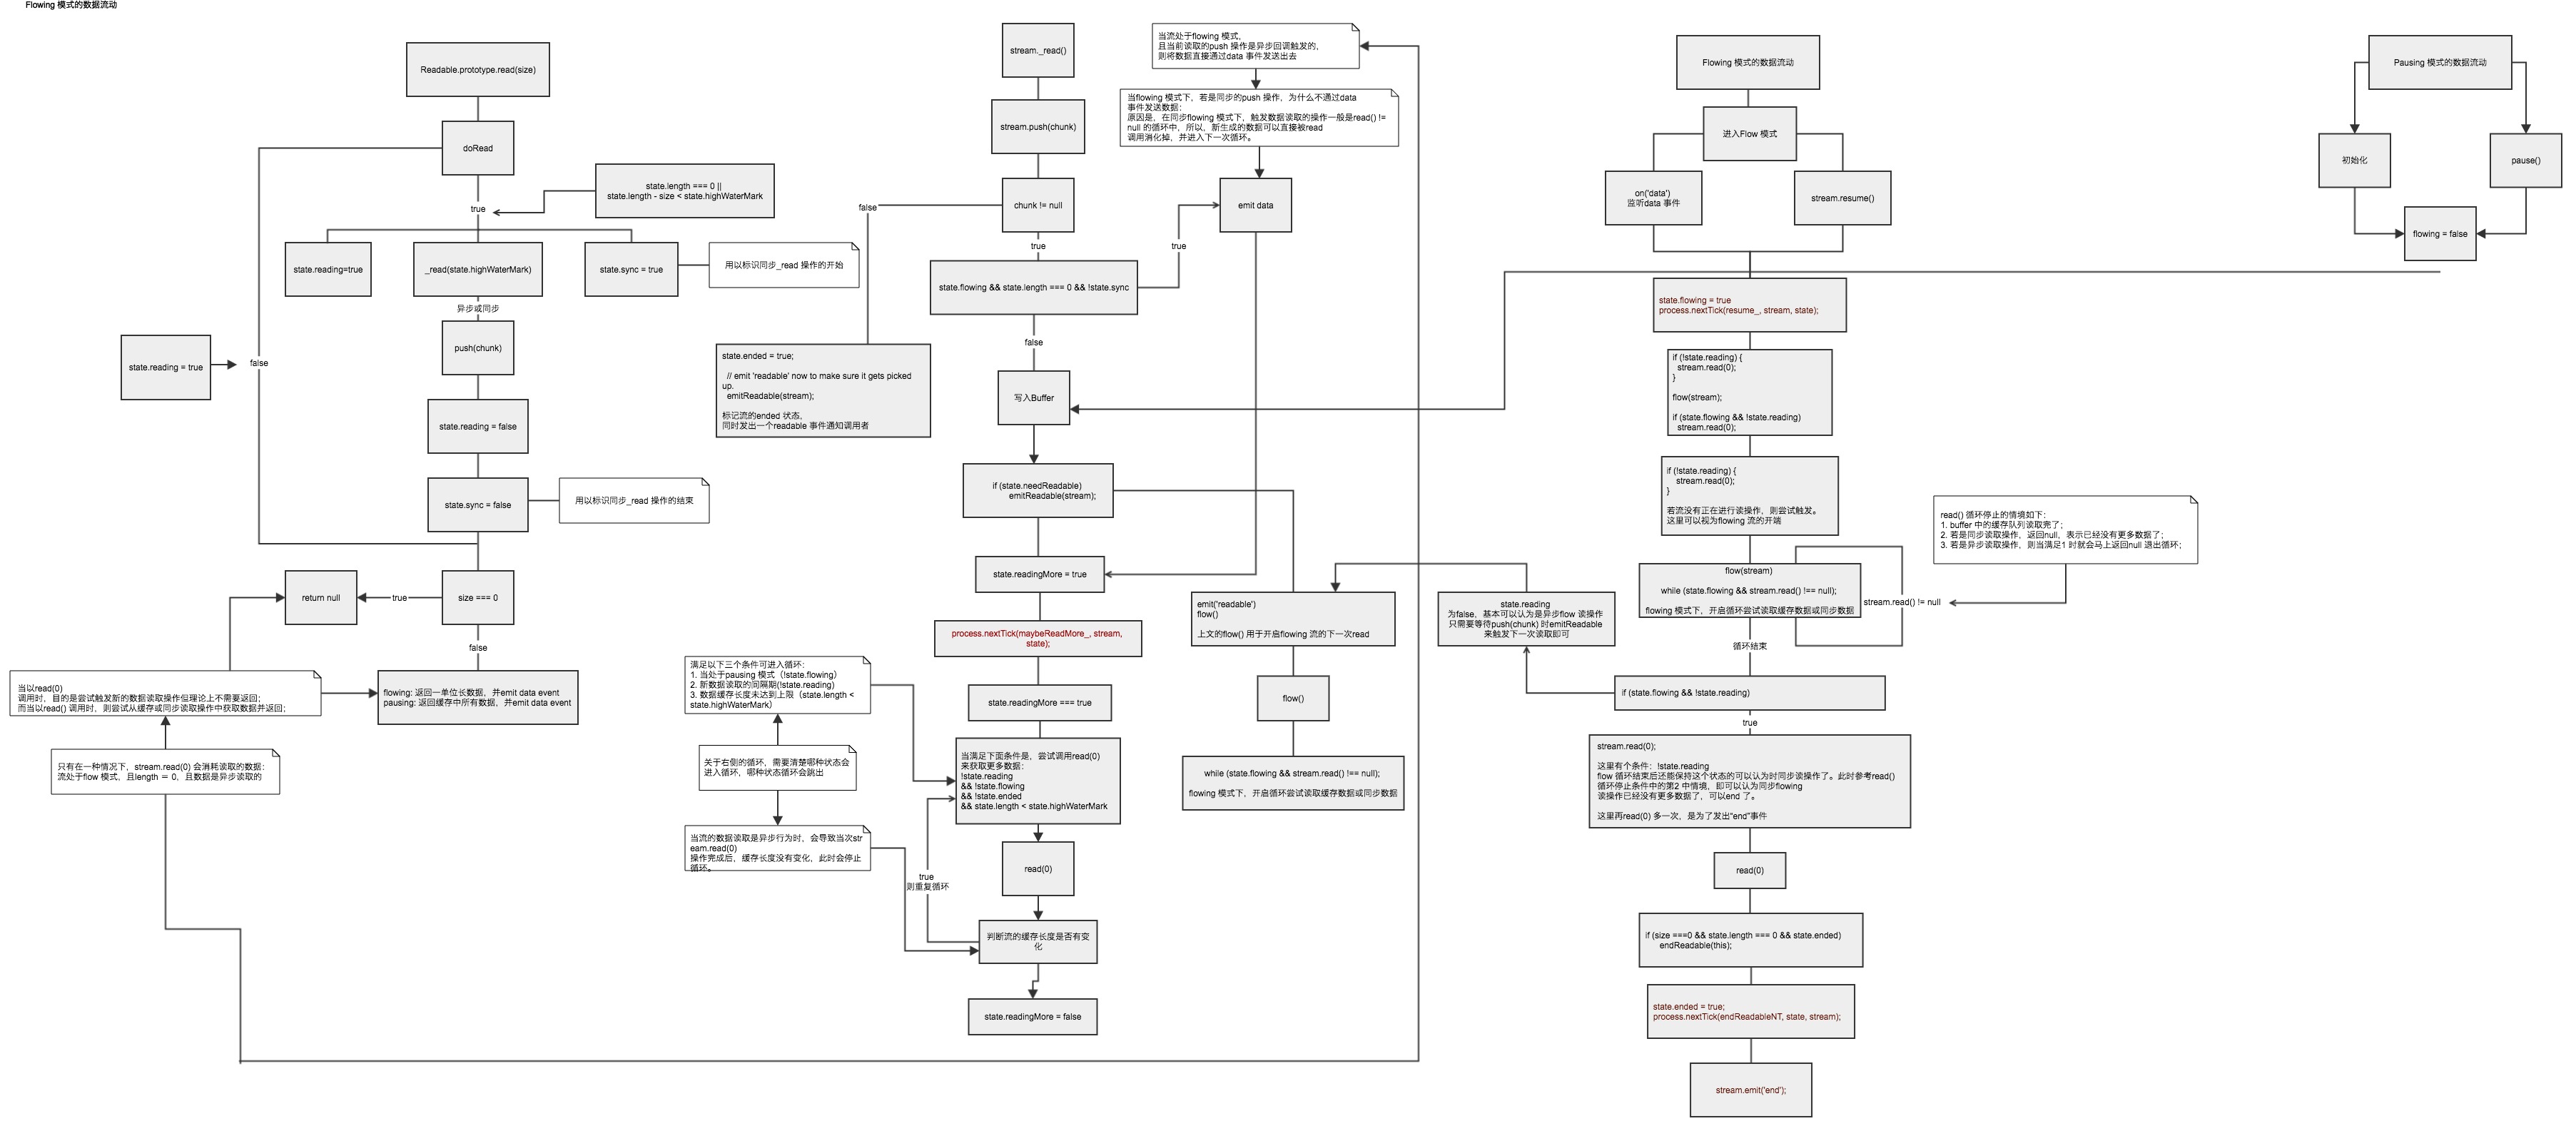 Flowing 模式的数据流动
Readable.prototype.read(size)
doRead
state.length === 0 ||
state.length - size < state.highWaterMark
true
state.reading=true
_read(state.highWaterMark)
state.sync = true
用以标识同步_read 操作的开始
异步或同步
push(chunk)
state.reading = true
false
state.reading = false
state.sync = false
用以标识同步_read 操作的结束
return null
true
size === 0
false
当以read(0)
调用时，目的是尝试触发新的数据读取操作但理论上不需要返回；
而当以read() 调用时，则尝试从缓存或同步读取操作中获取数据并返回；
flowing: 返回一单位长数据，并emit data event
pausing: 返回缓存中所有数据，并emit data event
只有在一种情况下，stream.read(0) 会消耗读取的数据：
流处于flow 模式，且length ＝ 0，且数据是异步读取的
stream._read()
stream.push(chunk)
chunk != null
false
true
state.flowing && state.length === 0 && !state.sync
true
false
state.ended = true;
// emit 'readable' now to make sure it gets picked
up.
emitReadable(stream);
标记流的ended 状态，
同时发出一个readable 事件通知调用者
写入Buffer
if (state.needReadable)
emitReadable(stream);
state.readingMore = true
process.nextTick(maybeReadMore_, stream,
state);
state.readingMore === true
满足以下三个条件可进入循环：
1. 当处于pausing 模式（!state.flowing）
2. 新数据读取的间隔期(!state.reading)
3. 数据缓存长度未达到上限（state.length <
state.highWaterMark）
关于右侧的循环，需要清楚哪种状态会
进入循环，哪种状态循环会跳出
当流的数据读取是异步行为时，会导致当次str
eam.read(0)
操作完成后，缓存长度没有变化，此时会停止
循环。
当满足下面条件是，尝试调用read(0)
来获取更多数据：
!state.reading
&& !state.flowing
&& !state.ended
&& state.length < state.highWaterMark
read(0)
true
则重复循环
判断流的缓存长度是否有变
化
state.readingMore = false
当流处于flowing 模式，
且当前读取的push 操作是异步回调触发的，
则将数据直接通过data 事件发送出去
当flowing 模式下，若是同步的push 操作，为什么不通过data
事件发送数据：
原因是，在同步flowing 模式下，触发数据读取的操作一般是read() !=
null 的循环中，所以，新生成的数据可以直接被read
调用消化掉，并进入下一次循环。
emit data
emit('readable')
flow()
上文的flow() 用于开启flowing 流的下一次read
flow()
while (state.flowing && stream.read() !== null);
flowing 模式下，开启循环尝试读取缓存数据或同步数据
Flowing 模式的数据流动
进入Flow 模式
on('data')
监听data 事件
stream.resume()
state.flowing = true
process.nextTick(resume_, stream, state);
if (!state.reading) {
stream.read(0);
}
flow(stream);
if (state.flowing && !state.reading)
stream.read(0);
if (!state.reading) {
stream.read(0);
}
若流没有正在进行读操作，则尝试触发。
这里可以视为flowing 流的开端
flow(stream)
while (state.flowing && stream.read() !== null);
flowing 模式下，开启循环尝试读取缓存数据或同步数据
stream.read() != null
read() 循环停止的情境如下：
1. buffer 中的缓存队列读取完了；
2. 若是同步读取操作，返回null，表示已经没有更多数据了；
3. 若是异步读取操作，则当满足1 时就会马上返回null 退出循环；
循环结束
state.reading
为false，基本可以认为是异步flow 读操作
只需要等待push(chunk) 时emitReadable
来触发下一次读取即可
if (state.flowing && !state.reading)
true
stream.read(0);
这里有个条件：!state.reading
flow 循环结束后还能保持这个状态的可以认为时同步读操作了。此时参考read()
循环停止条件中的第2 中情境，即可以认为同步flowing
读操作已经没有更多数据了，可以end 了。
这里再read(0) 多一次，是为了发出“end”事件
read(0)
if (size ===0 && state.length === 0 && state.ended)
endReadable(this);
state.ended = true;
process.nextTick(endReadableNT, state, stream);
stream.emit('end');
Pausing 模式的数据流动
初始化
pause()
flowing = false